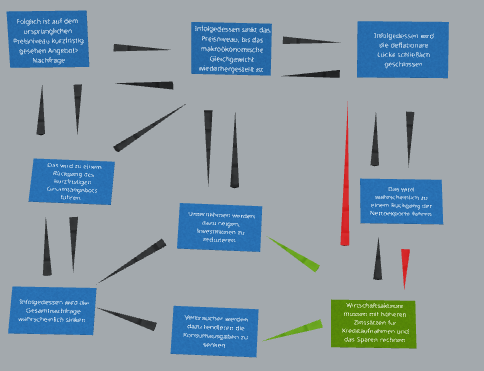 Folglich ist auf dem
ursprünglichen
Preisniveau kurzfristig
gesehen Angebot>
Nachfrage
Infolgedessen sinkt das
Preisniveau, bis das
makroökonomische
Gleichgewicht
wiederhergestellt ist
Infolgedessen wird
die deflationäre
Lücke schließlich
geschlossen
Das wird zu einem
Rückgang des
kurzfristigen
Gesamtangebots
führen.
Unternehmen werden
dazu neigen,
Investitionen zu
reduzieren
Das wird
wahrscheinlich zu
einem Rückgang der
Nettoexporte führen
Infolgedessen wird die
Gesamtnachfrage
wahrscheinlich sinken
Verbraucher werden
dazu tendieren die
Konsumausgaben zu
senken
Wirtschaftsakteure
müssen mit höheren
Zinssätzen für
Kreditaufnahmen und
das Sparen rechnen